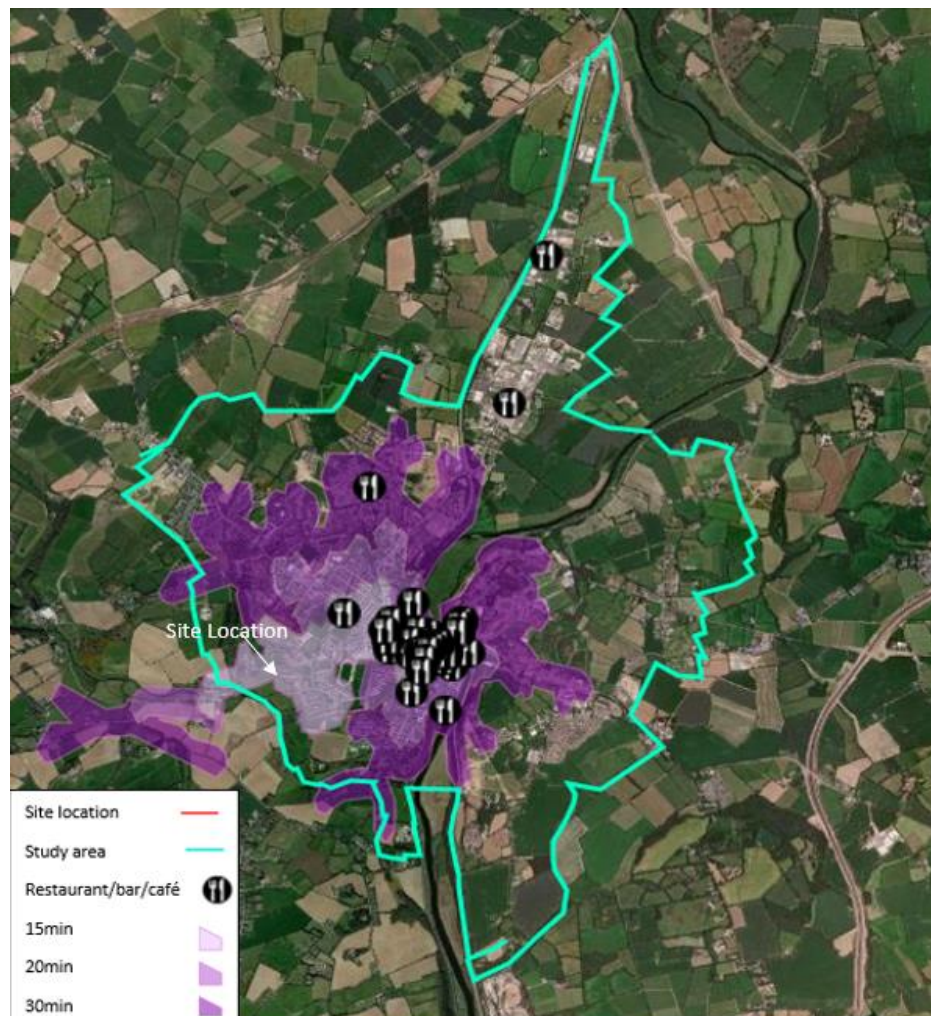 Site Location
Site location
Study area
Restaurant/bar/café
15min
20min
30min